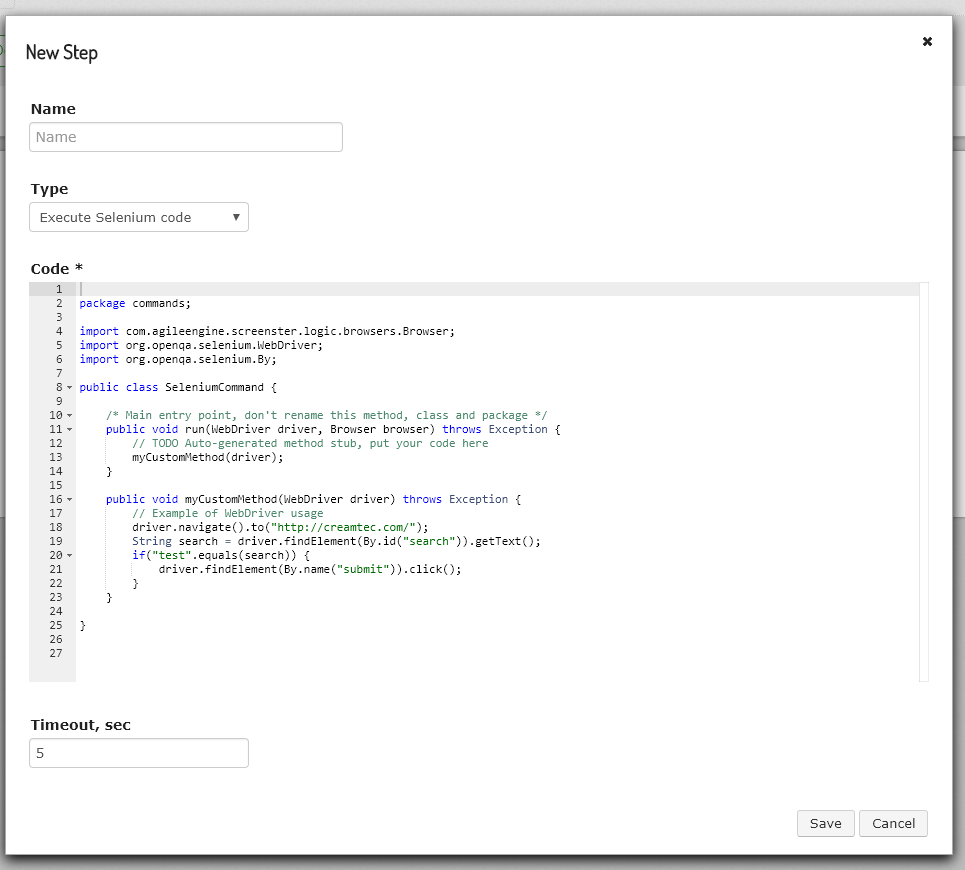 New Step
✖
Name
Name
Type
Execute Selenium code ▼
Code *
1
2 package commands;
3
4 import com.agileengine.screenster.logic.browsers.Browser;
5 import org.openqa.selenium.WebDriver;
6 import org.openqa.selenium.By;
7
8 public class SeleniumCommand {
9
10     /* Main entry point, don't rename this method, class and package */
11     public void run(WebDriver driver, Browser browser) throws Exception {
12         // TODO Auto-generated method stub, put your code here
13         myCustomMethod(driver);
14     }
15
16     public void myCustomMethod(WebDriver driver) throws Exception {
17         // Example of WebDriver usage
18         driver.navigate().to("http://creamtec.com/");
19         String search = driver.findElement(By.id("search")).getText();
20         if("test".equals(search)) {
21             driver.findElement(By.name("submit")).click();
22         }
23     }
24
25 }
26
27
Timeout, sec
5
Save Cancel